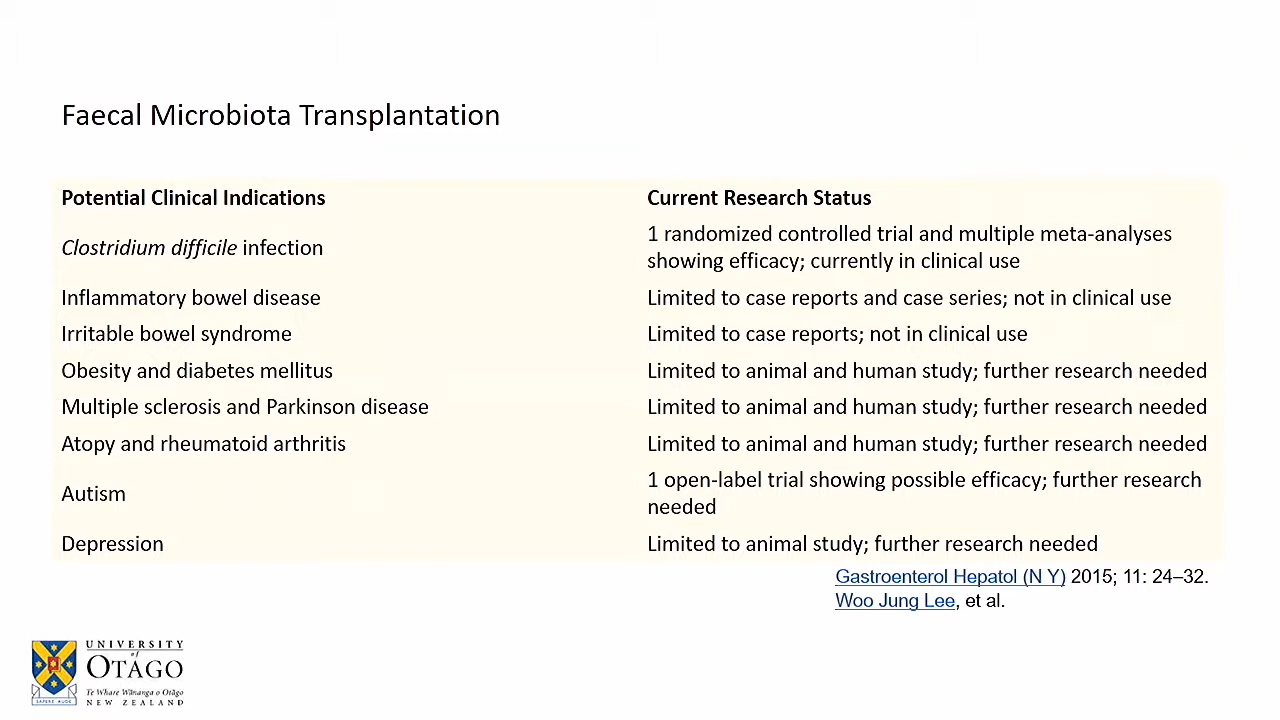 Faecal Microbiota Transplantation
Potential Clinical Indications
Current Research Status
Clostridium difficile infection
1 randomized controlled trial and multiple meta-analyses
showing efficacy; currently in clinical use
Inflammatory bowel disease
Limited to case reports and case series; not in clinical use
Irritable bowel syndrome
Limited to case reports; not in clinical use
Obesity and diabetes mellitus
Limited to animal and human study; further research needed
Multiple sclerosis and Parkinson disease
Limited to animal and human study; further research needed
Atopy and rheumatoid arthritis
Limited to animal and human study; further research needed
Autism
1 open-label trial showing possible efficacy; further research
needed
Depression
Limited to animal study; further research needed
Gastroenterol Hepatol (N Y) 2015; 11: 24–32.
Woo Jung Lee, et al.
UNIVERSITY
of
OTAGO
Te Whare Wānanga o Otāgo
NEW ZEALAND
SAPERE AUDE